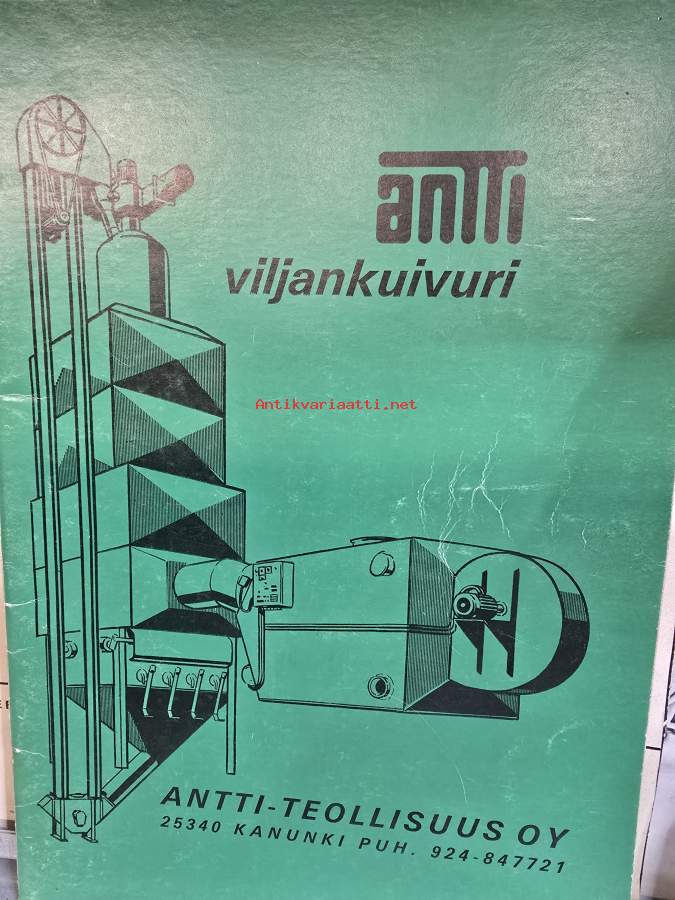 antti
viljankuivuri
Antikvariaatti.net
ANTTI-TEOLLISUUS OY
25340 KANUNKI PUH. 924-847721